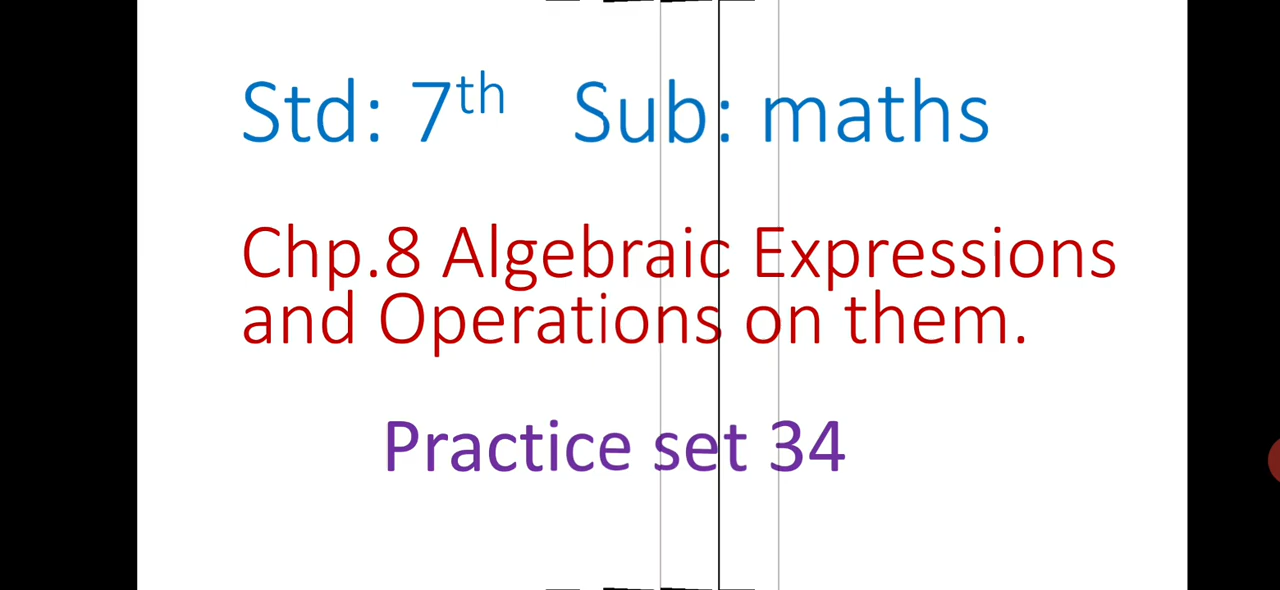 Std: 7th Sub: maths
Chp.8 Algebraic Expressions
and Operations on them.
Practice set 34